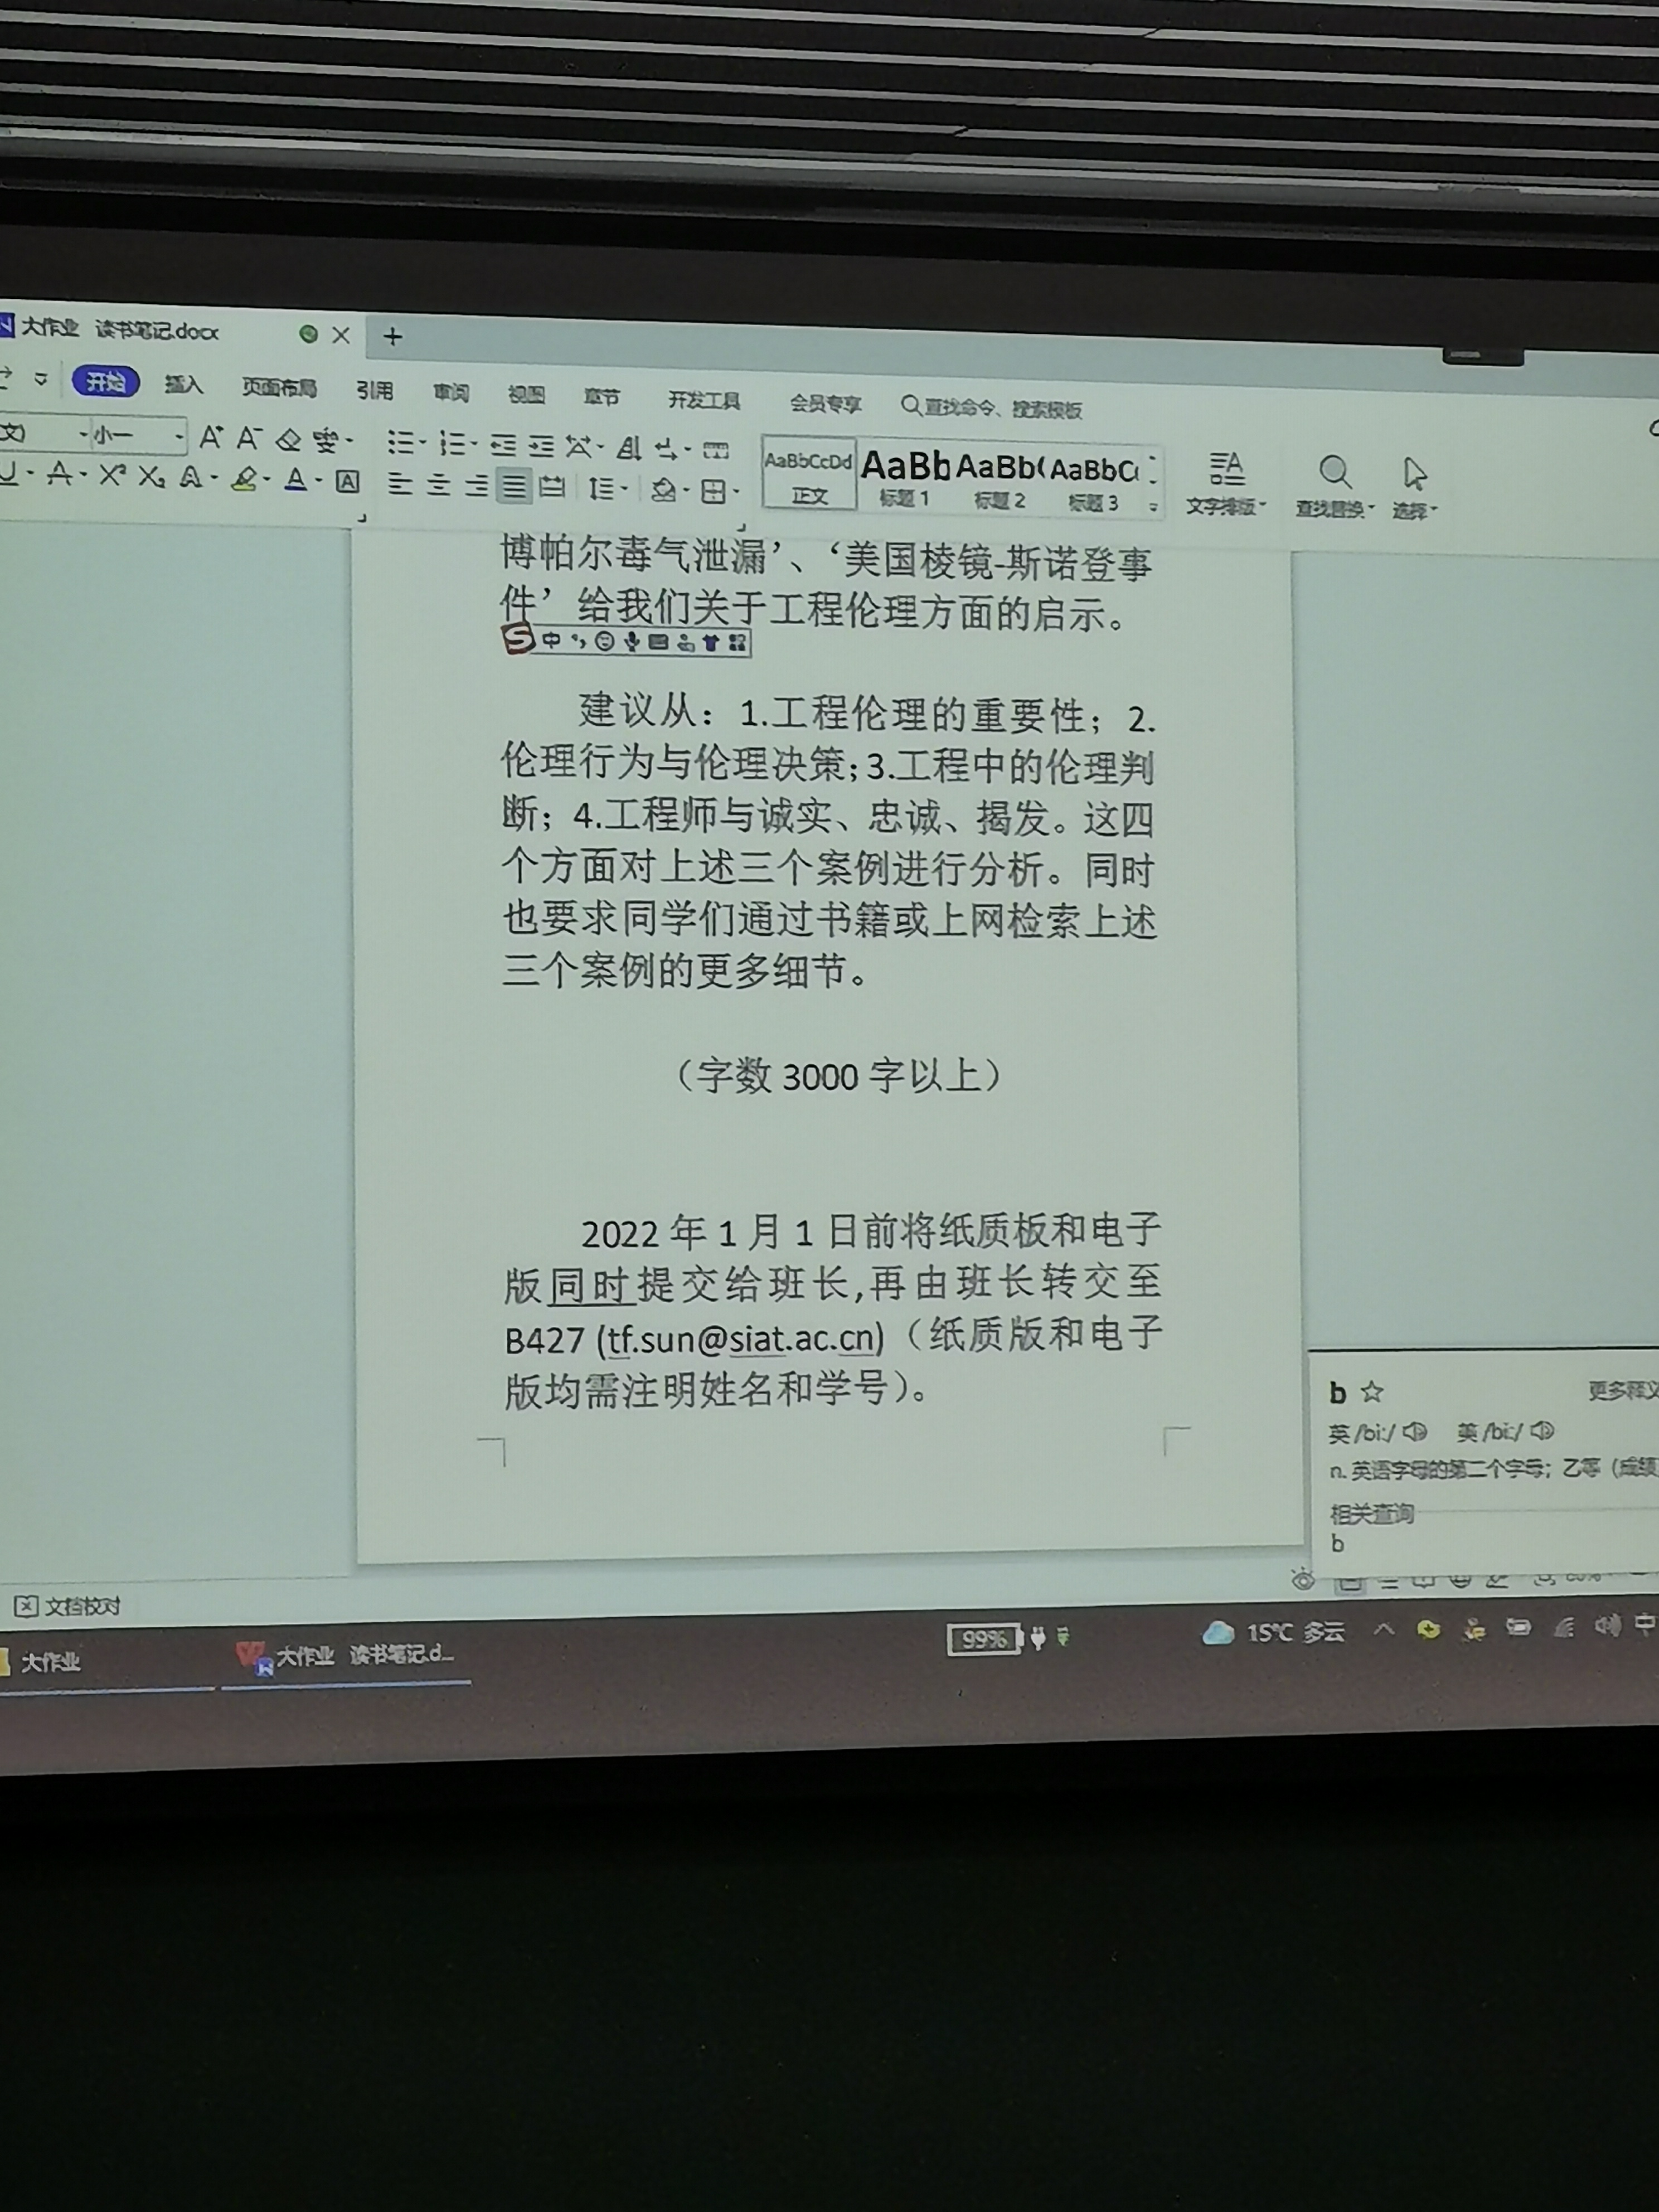 大作业 读书笔记.docx
开始 插入 页面布局 引用 审阅 视图 章节 开发工具 会员专享 查找命令、搜索模板
文) 小一
AaBbCcDd AaBb AaBb( AaBbC
正文 标题 1 标题 2 标题 3 文字排版 查找替换 选择
博帕尔毒气泄漏’、‘美国棱镜-斯诺登事
件’给我们关于工程伦理方面的启示。
中
建议从：1.工程伦理的重要性；2.
伦理行为与伦理决策;3.工程中的伦理判
断；4.工程师与诚实、忠诚、揭发。这四
个方面对上述三个案例进行分析。同时
也要求同学们通过书籍或上网检索上述
三个案例的更多细节。
（字数 3000 字以上）
2022 年 1 月 1 日前将纸质板和电子
版同时提交给班长,再由班长转交至
B427 (tf.sun@siat.ac.cn)（纸质版和电子
版均需注明姓名和学号）。
b 更多释义
英 /bi:/ 美 /bi:/
n. 英语字母的第二个字母；乙等（成绩
相关查询
b
文档校对
大作业 大作业 读书笔记.d... 99% 15℃ 多云 中